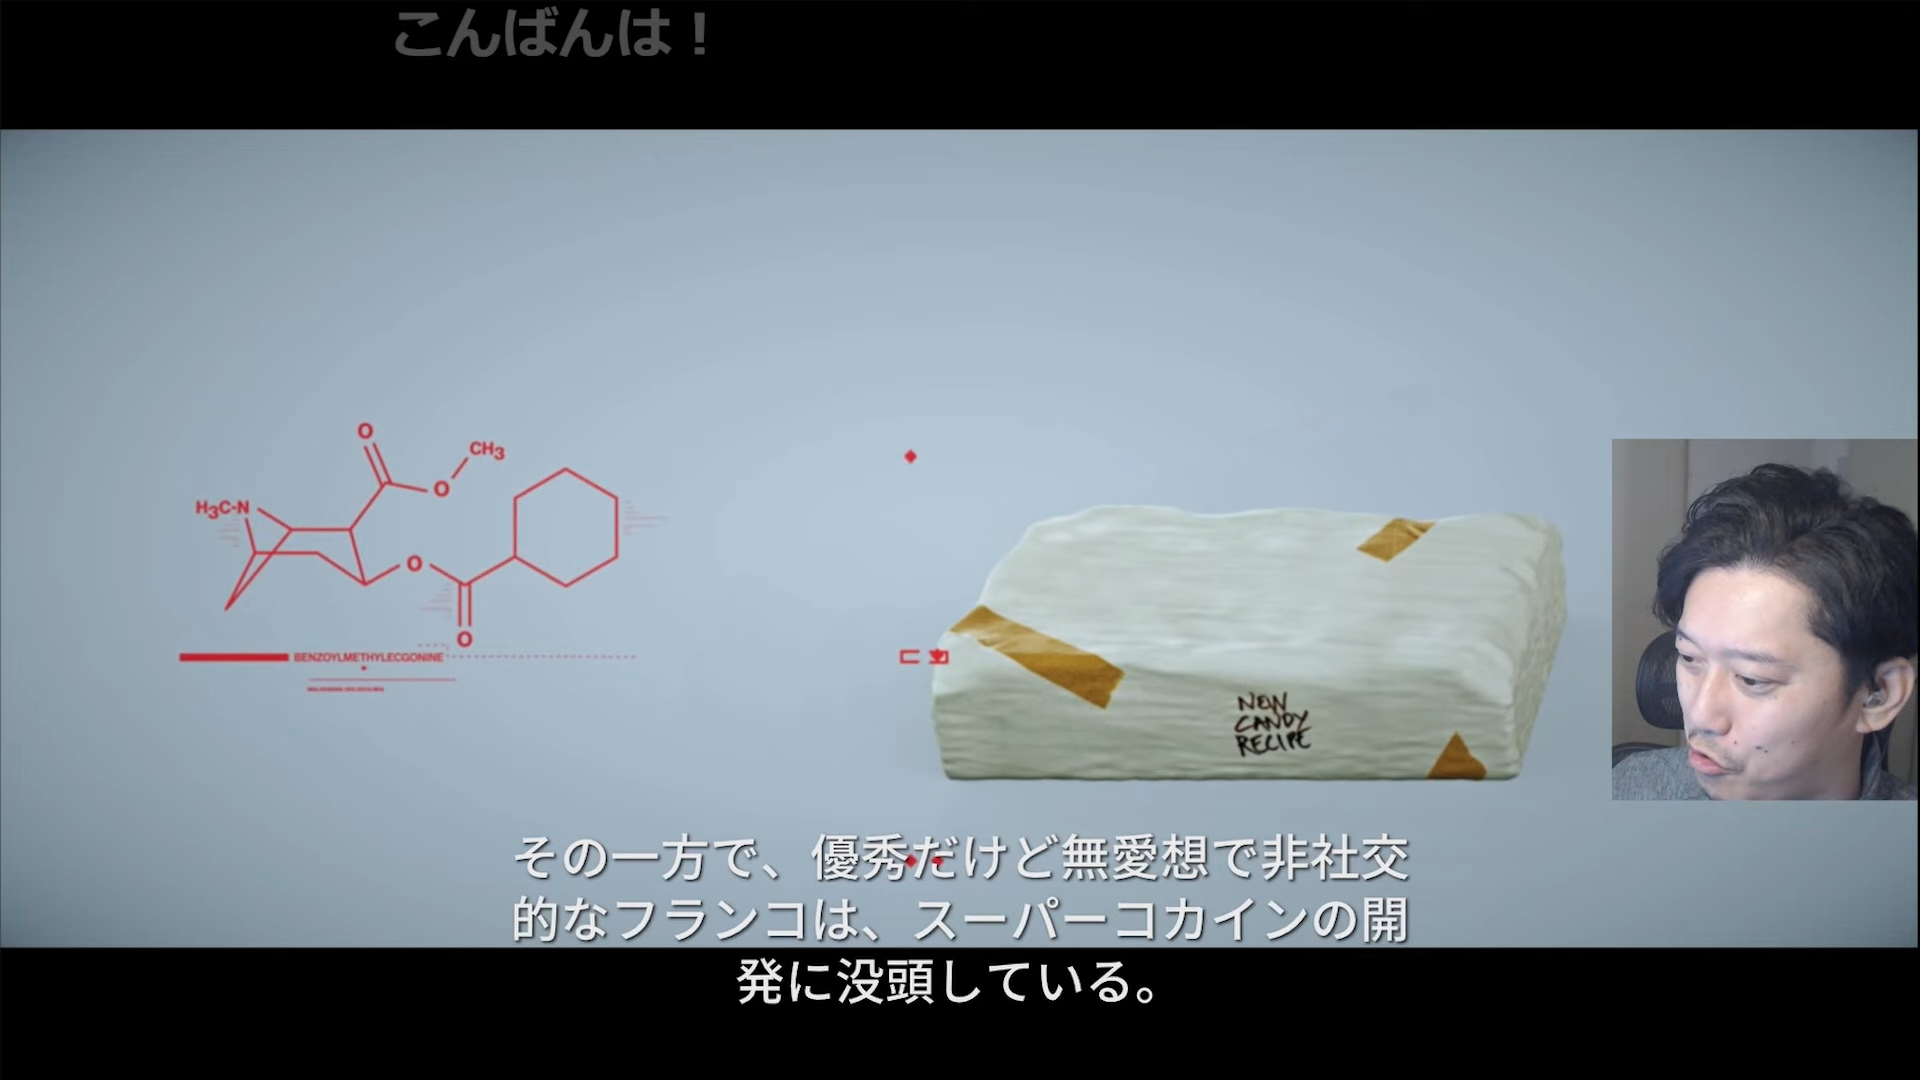 こんばんは！
O
CH3
H3C-N
O
O
O
BENZOYLMETHYLECGONINE
NEW
CANDY
RECIPE
その一方で、優秀だけど無愛想で非社交
的なフランコは、スーパーコカインの開
発に没頭している。